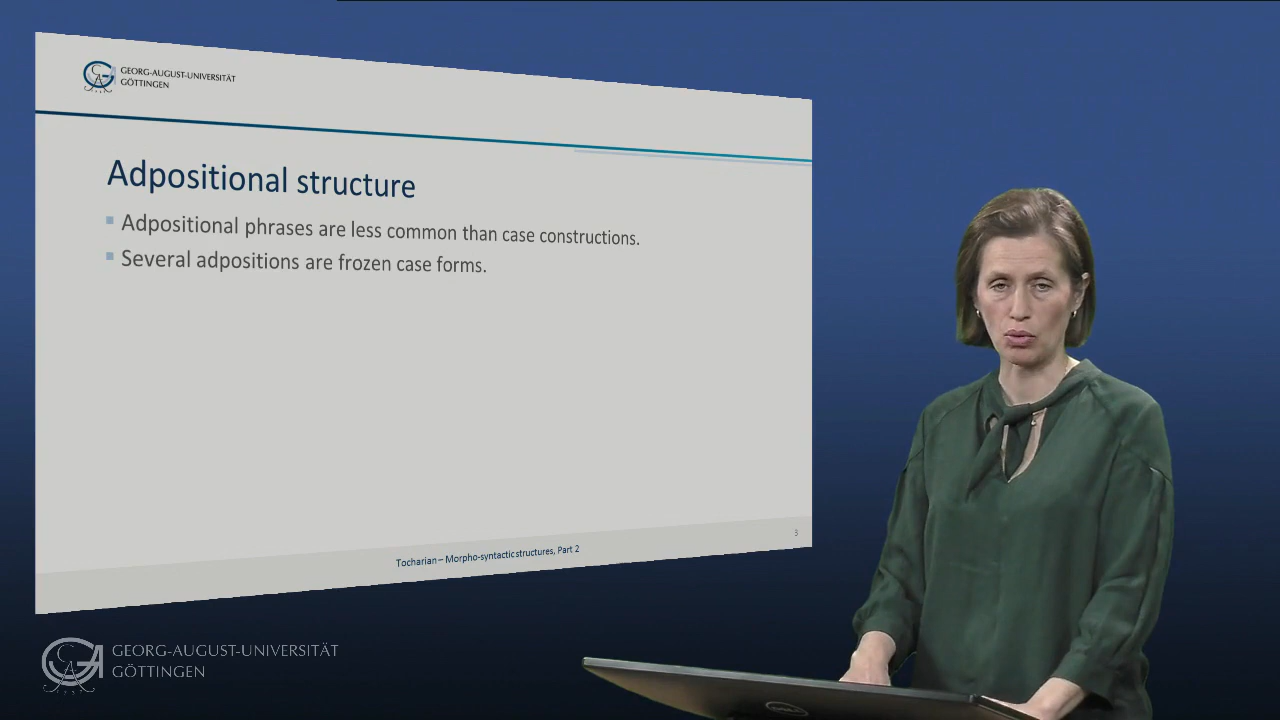 GEORG-AUGUST-UNIVERSITÄT
GÖTTINGEN
Adpositional structure
Adpositional phrases are less common than case constructions.
Several adpositions are frozen case forms.
Tocharian – Morpho-syntactic structures, Part 2
3
GEORG-AUGUST-UNIVERSITÄT
GÖTTINGEN
DELL